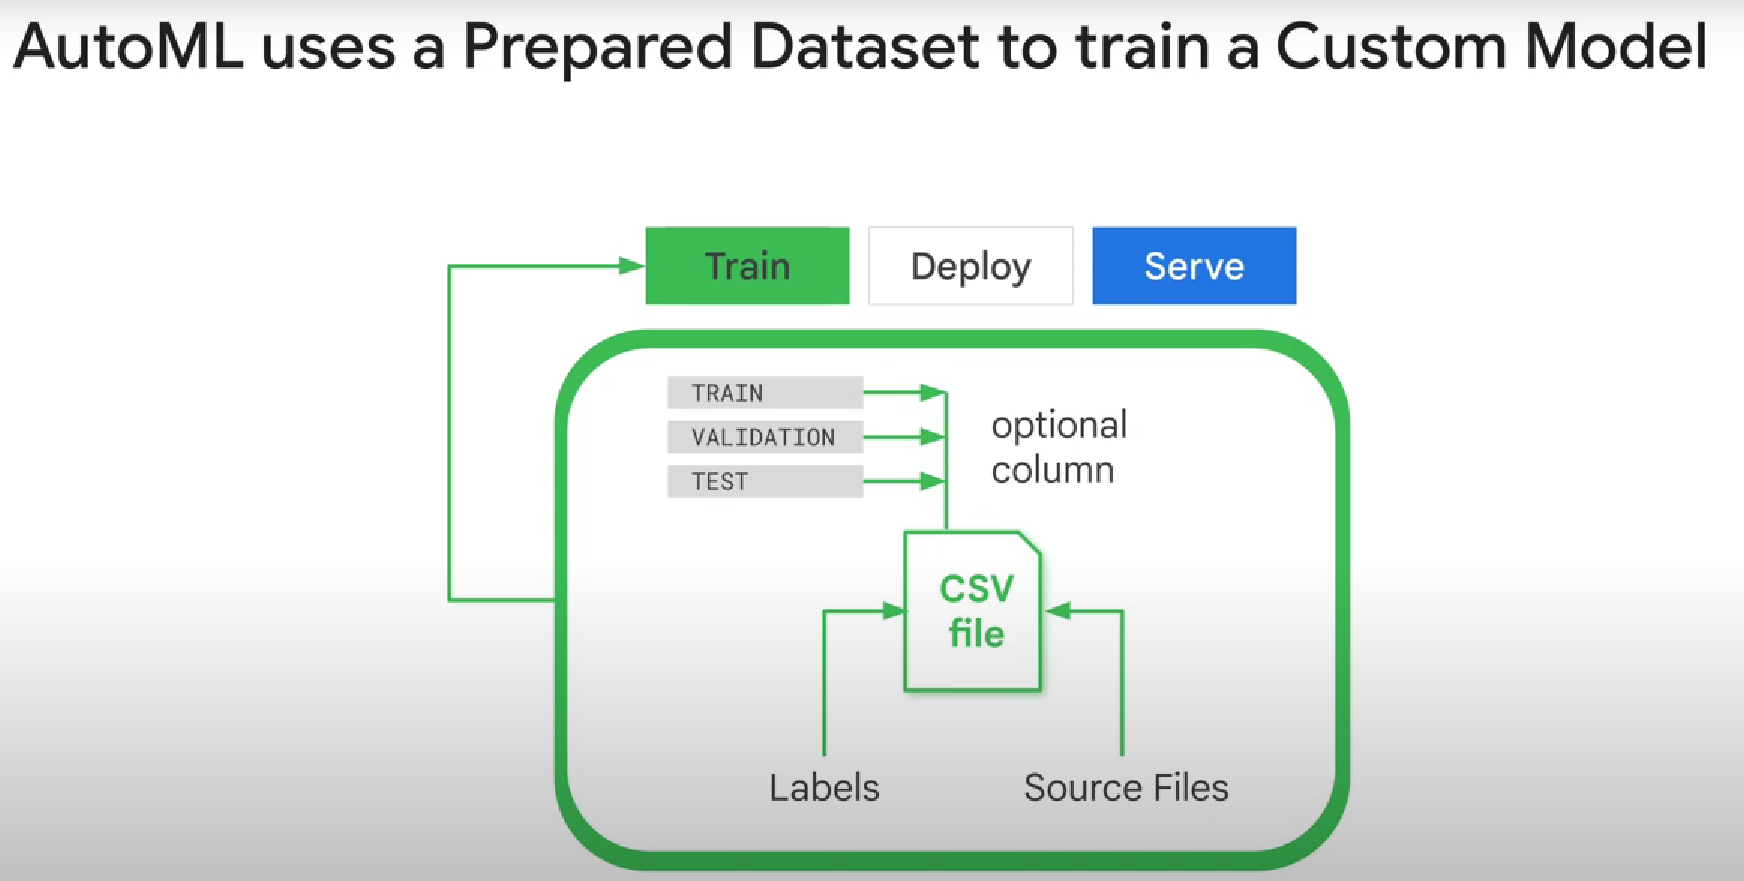 AutoML uses a Prepared Dataset to train a Custom Model
Train
Deploy
Serve
TRAIN
VALIDATION
TEST
optional
column
CSV
file
Labels
Source Files